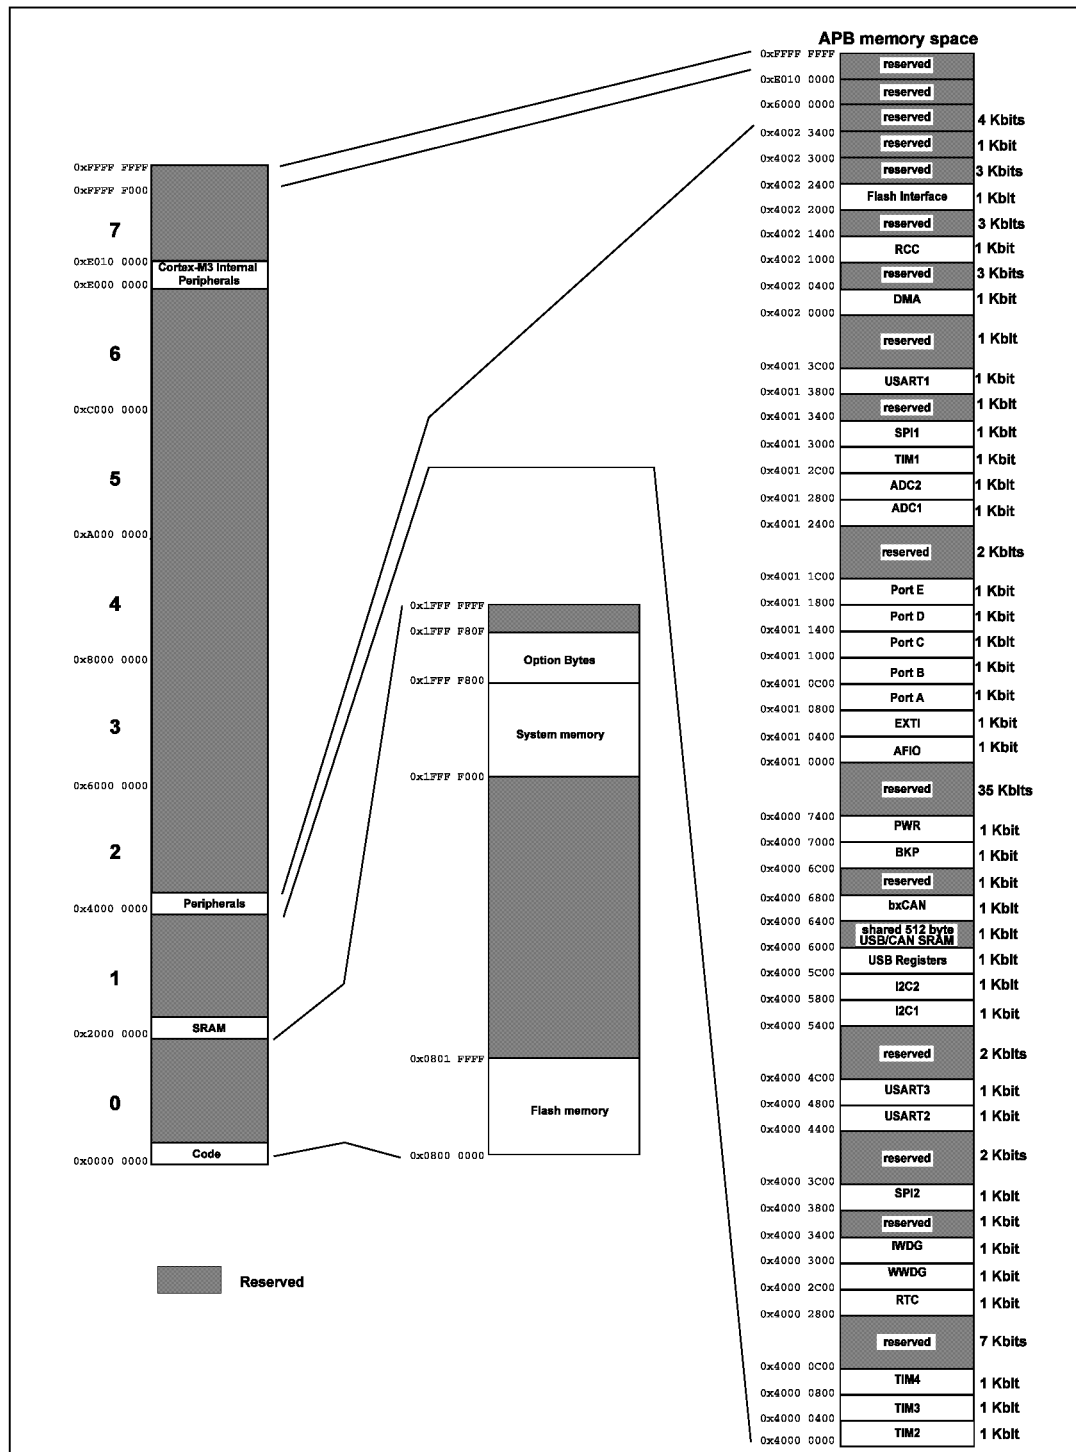 0xFFFF FFFF
0xFFFF F000
7
0xE010 0000
Cortex-M3 Internal
Peripherals
0xE000 0000
6
0xC000 0000
5
0xA000 0000
4
0x8000 0000
3
0x6000 0000
2
Peripherals
0x4000 0000
1
SRAM
0x2000 0000
0
Code
0x0000 0000
Reserved
0x1FFF FFFF
0x1FFF F80F
Option Bytes
0x1FFF F800
System memory
0x1FFF F000
0x0801 FFFF
Flash memory
0x0800 0000
APB memory space
0xFFFF FFFF
reserved
0xE010 0000
reserved
0x6000 0000
reserved 4 Kbits
0x4002 3400
reserved 1 Kbit
0x4002 3000
reserved 3 Kbits
0x4002 2400
Flash Interface 1 Kbit
0x4002 2000
reserved 3 Kbits
0x4002 1400
RCC 1 Kbit
0x4002 1000
reserved 3 Kbits
0x4002 0400
DMA 1 Kbit
0x4002 0000
reserved 1 Kbit
0x4001 3C00
USART1 1 Kbit
0x4001 3800
reserved 1 Kbit
0x4001 3400
SPI1 1 Kbit
0x4001 3000
TIM1 1 Kbit
0x4001 2C00
ADC2 1 Kbit
0x4001 2800
ADC1 1 Kbit
0x4001 2400
reserved 2 Kbits
0x4001 1C00
Port E 1 Kbit
0x4001 1800
Port D 1 Kbit
0x4001 1400
Port C 1 Kbit
0x4001 1000
Port B 1 Kbit
0x4001 0C00
Port A 1 Kbit
0x4001 0800
EXTI 1 Kbit
0x4001 0400
AFIO 1 Kbit
0x4001 0000
reserved 35 Kbits
0x4000 7400
PWR 1 Kbit
0x4000 7000
BKP 1 Kbit
0x4000 6C00
reserved 1 Kbit
0x4000 6800
bxCAN 1 Kbit
0x4000 6400
shared 512 byte
USB/CAN SRAM 1 Kbit
0x4000 6000
USB Registers 1 Kbit
0x4000 5C00
I2C2 1 Kbit
0x4000 5800
I2C1 1 Kbit
0x4000 5400
reserved 2 Kbits
0x4000 4C00
USART3 1 Kbit
0x4000 4800
USART2 1 Kbit
0x4000 4400
reserved 2 Kbits
0x4000 3C00
SPI2 1 Kbit
0x4000 3800
reserved 1 Kbit
0x4000 3400
IWDG 1 Kbit
0x4000 3000
WWDG 1 Kbit
0x4000 2C00
RTC 1 Kbit
0x4000 2800
reserved 7 Kbits
0x4000 0C00
TIM4 1 Kbit
0x4000 0800
TIM3 1 Kbit
0x4000 0400
TIM2 1 Kbit
0x4000 0000